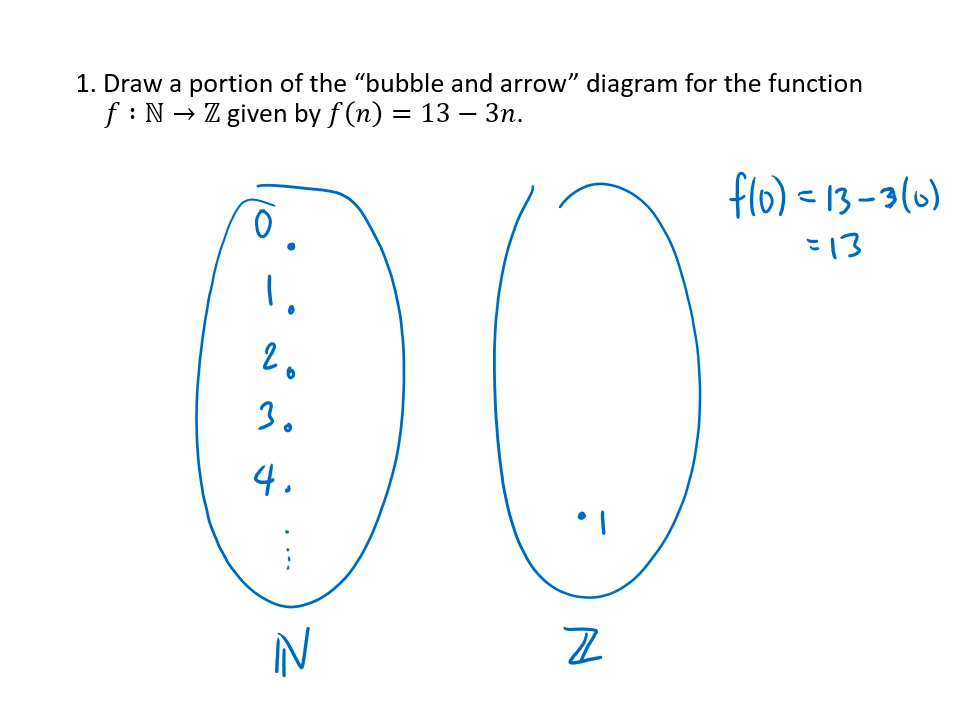 1. Draw a portion of the “bubble and arrow” diagram for the function
f : ℕ → ℤ given by f(n) = 13 − 3n.
f(0) = 13 − 3(0)
= 13
0
1
2
3
4
⋮
1
ℕ
ℤ